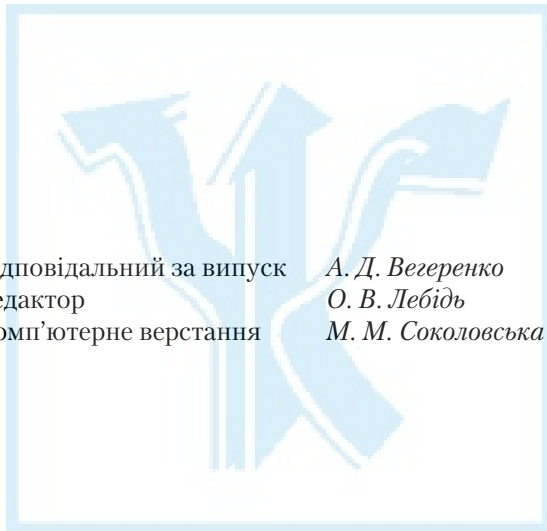 дповідальний за випуск А. Д. Вегеренко
едактор О. В. Лебідь
омп’ютерне верстання М. М. Соколовська